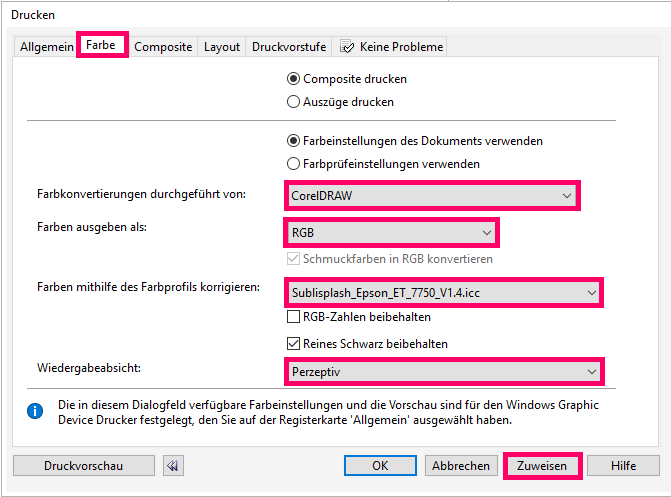 Drucken
Allgemein Farbe Composite Layout Druckvorstufe Keine Probleme
Composite drucken
Auszüge drucken
Farbeinstellungen des Dokuments verwenden
Farbprüfeinstellungen verwenden
Farbkonvertierungen durchgeführt von: CorelDRAW
Farben ausgeben als: RGB
Schmuckfarben in RGB konvertieren
Farben mithilfe des Farbprofils korrigieren: Sublisplash_Epson_ET_7750_V1.4.icc
RGB-Zahlen beibehalten
Reines Schwarz beibehalten
Wiedergabeabsicht: Perzeptiv
Die in diesem Dialogfeld verfügbare Farbeinstellungen und die Vorschau sind für den Windows Graphic
Device Drucker festgelegt, den Sie auf der Registerkarte 'Allgemein' ausgewählt haben.
Druckvorschau OK Abbrechen Zuweisen Hilfe